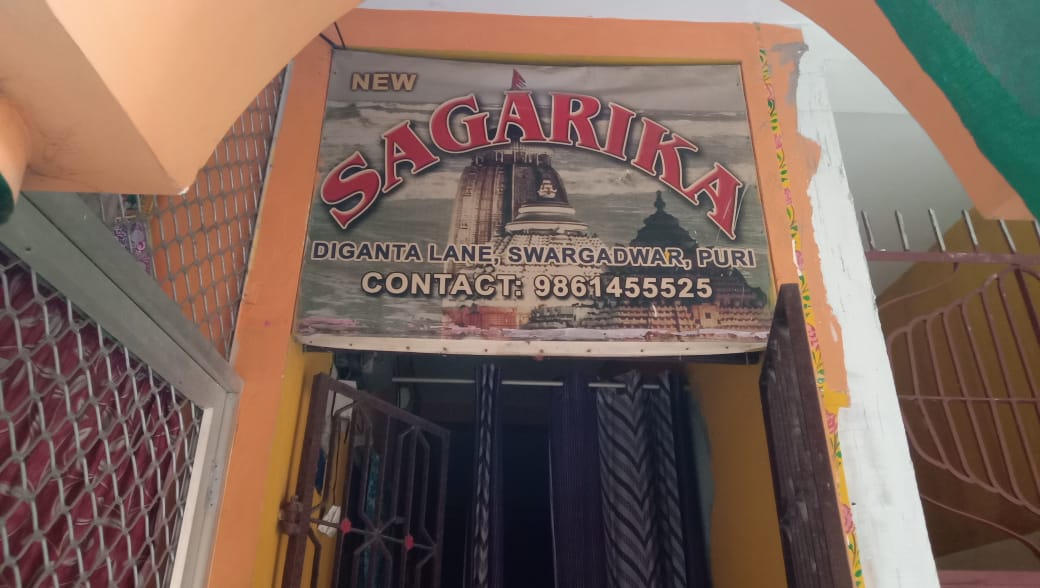 NEW
SAGARIKA
DIGANTA LANE, SWARGADWAR, PURI
CONTACT: 9861455525